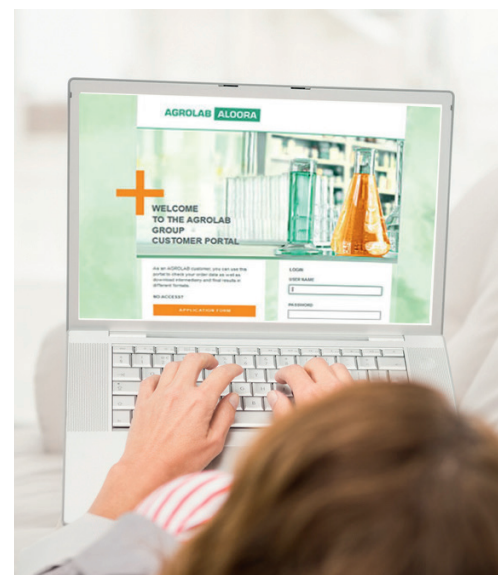 AGROLAB ALOORA
WELCOME
TO THE AGROLAB
GROUP
CUSTOMER PORTAL
As an AGROLAB customer, you can use the
portal to check your order data as well as
download intermediary and final results in
different formats.
NO ACCESS?
APPLICATION FORM
LOGIN
USER NAME
PASSWORD